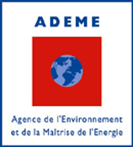 ADEME
Agence de l'Environnement
et de la Maîtrise de l'Energie